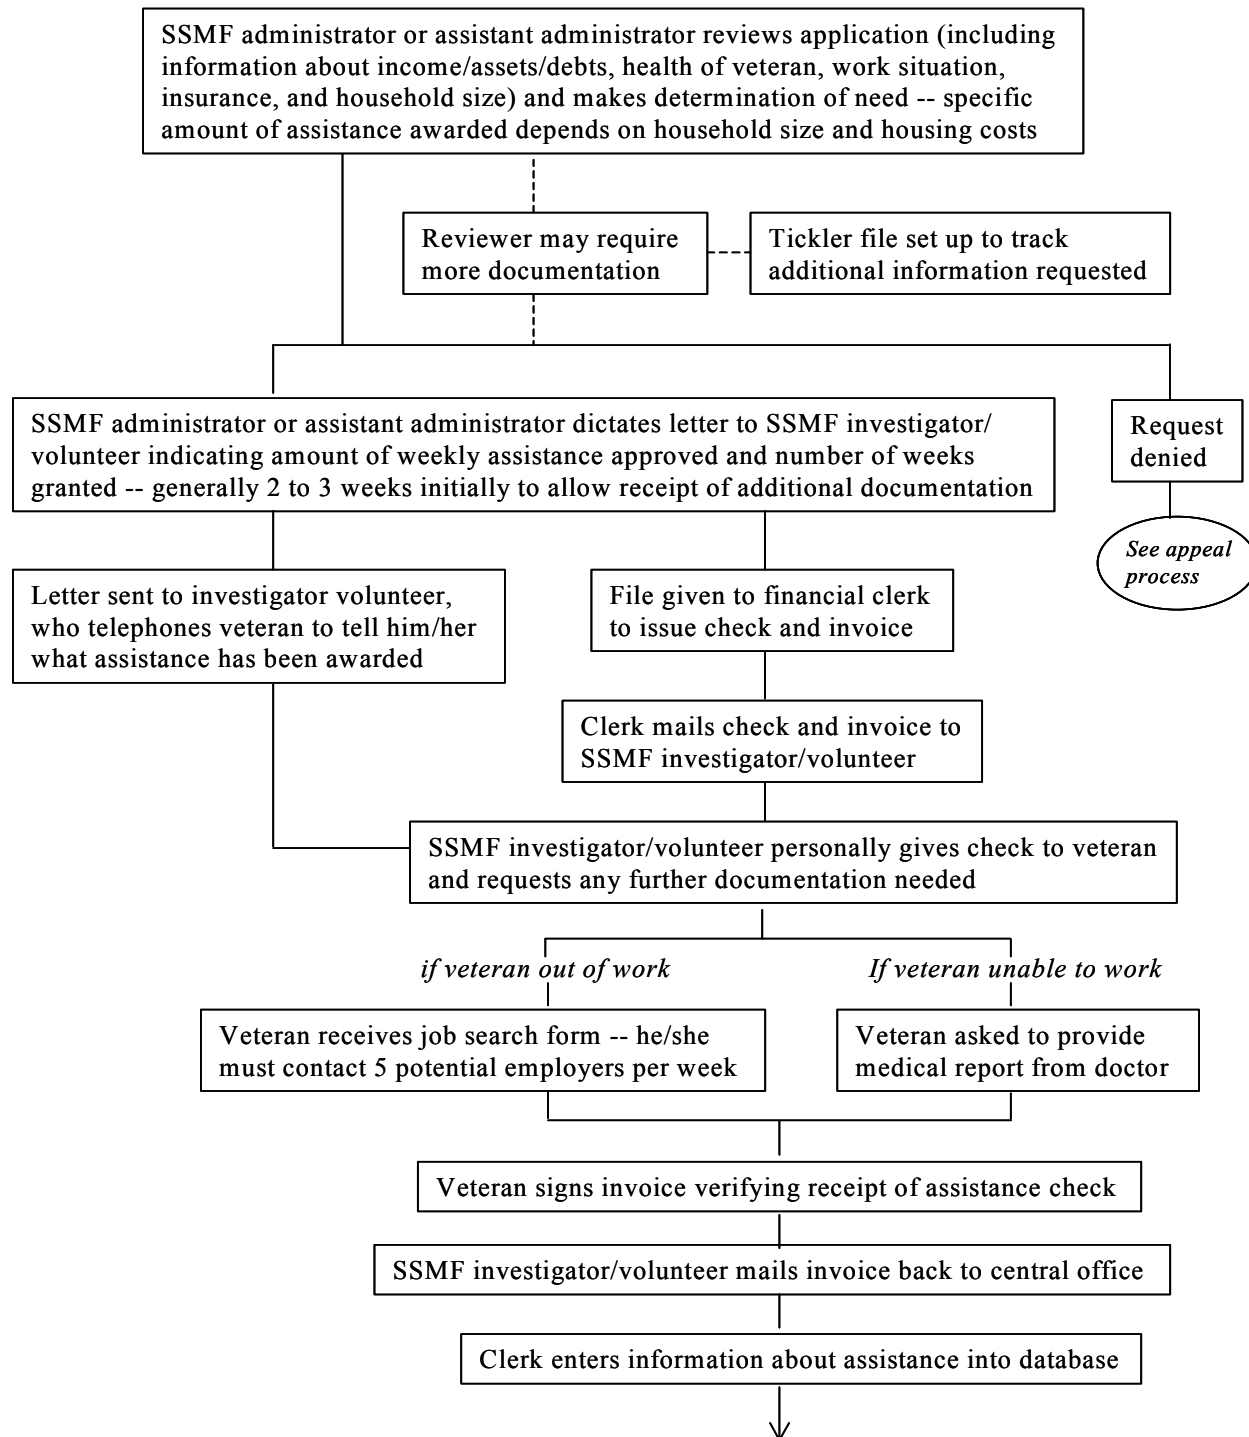 SSMF administrator or assistant administrator reviews application (including
information about income/assets/debts, health of veteran, work situation,
insurance, and household size) and makes determination of need -- specific
amount of assistance awarded depends on household size and housing costs
Reviewer may require
more documentation
Tickler file set up to track
additional information requested
SSMF administrator or assistant administrator dictates letter to SSMF investigator/
volunteer indicating amount of weekly assistance approved and number of weeks
granted -- generally 2 to 3 weeks initially to allow receipt of additional documentation
Request
denied
See appeal
process
Letter sent to investigator volunteer,
who telephones veteran to tell him/her
what assistance has been awarded
File given to financial clerk
to issue check and invoice
Clerk mails check and invoice to
SSMF investigator/volunteer
SSMF investigator/volunteer personally gives check to veteran
and requests any further documentation needed
if veteran out of work
If veteran unable to work
Veteran receives job search form -- he/she
must contact 5 potential employers per week
Veteran asked to provide
medical report from doctor
Veteran signs invoice verifying receipt of assistance check
SSMF investigator/volunteer mails invoice back to central office
Clerk enters information about assistance into database